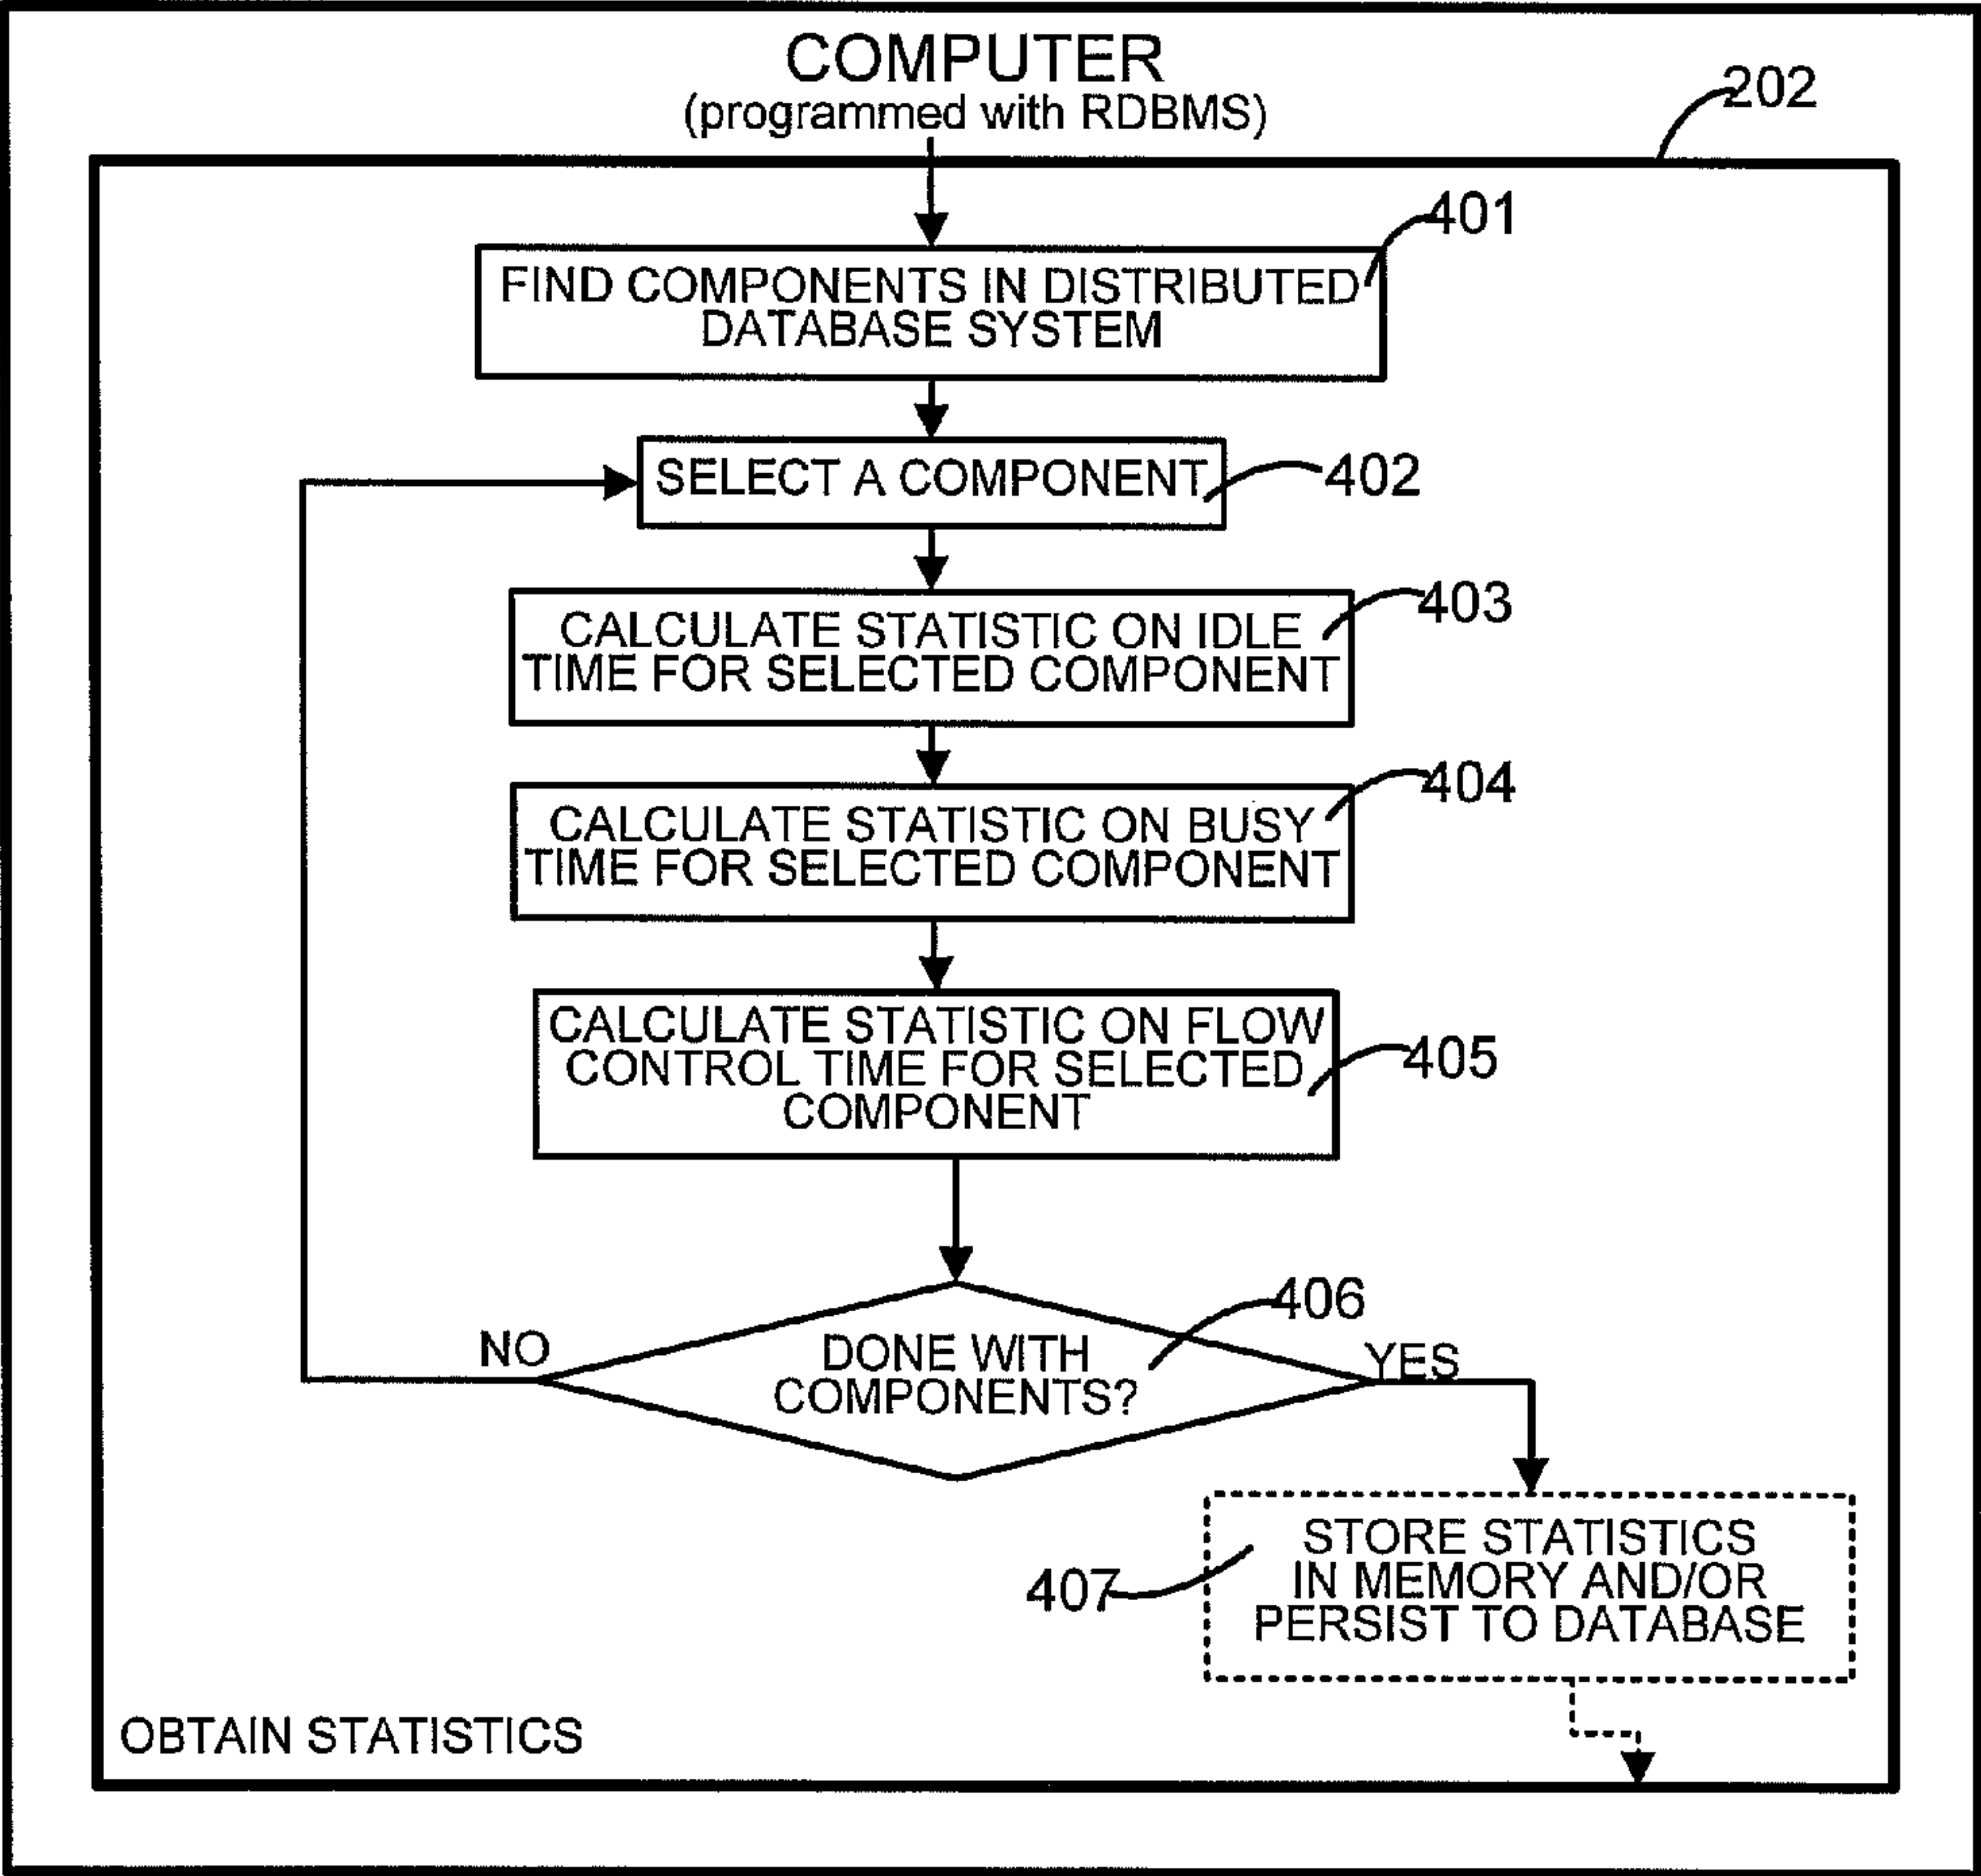 COMPUTER
(programmed with RDBMS)
202
401
FIND COMPONENTS IN DISTRIBUTED
DATABASE SYSTEM
SELECT A COMPONENT
402
403
CALCULATE STATISTIC ON IDLE
TIME FOR SELECTED COMPONENT
404
CALCULATE STATISTIC ON BUSY
TIME FOR SELECTED COMPONENT
CALCULATE STATISTIC ON FLOW
CONTROL TIME FOR SELECTED
COMPONENT
405
406
NO
DONE WITH
COMPONENTS?
YES
STORE STATISTICS
IN MEMORY AND/OR
PERSIST TO DATABASE
407
OBTAIN STATISTICS